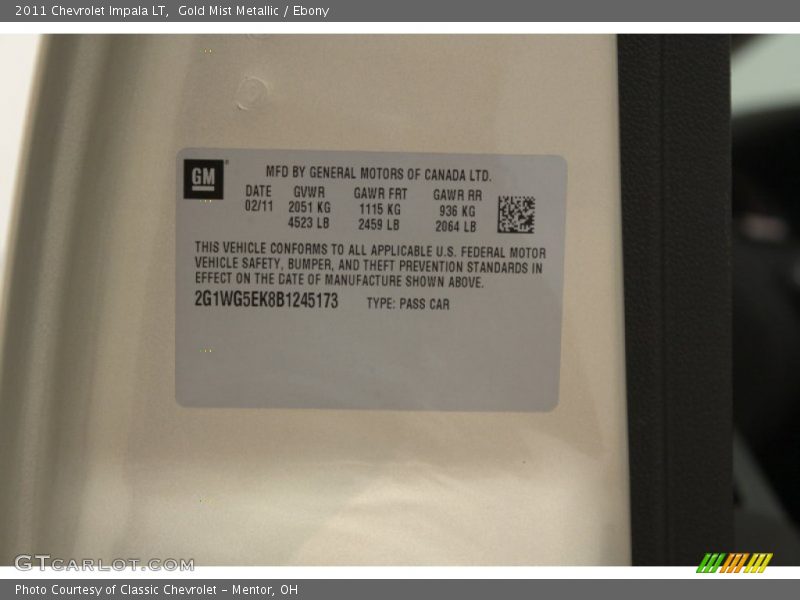 2011 Chevrolet Impala LT,  Gold Mist Metallic / Ebony
GM
MFD BY GENERAL MOTORS OF CANADA LTD.
DATE GVWR GAWR FRT GAWR RR
02/11 2051 KG 1115 KG 936 KG
4523 LB 2459 LB 2064 LB
THIS VEHICLE CONFORMS TO ALL APPLICABLE U.S. FEDERAL MOTOR
VEHICLE SAFETY, BUMPER, AND THEFT PREVENTION STANDARDS IN
EFFECT ON THE DATE OF MANUFACTURE SHOWN ABOVE.
2G1WG5EK8B1245173 TYPE: PASS CAR
GTCARLOT.COM
Photo Courtesy of Classic Chevrolet - Mentor, OH